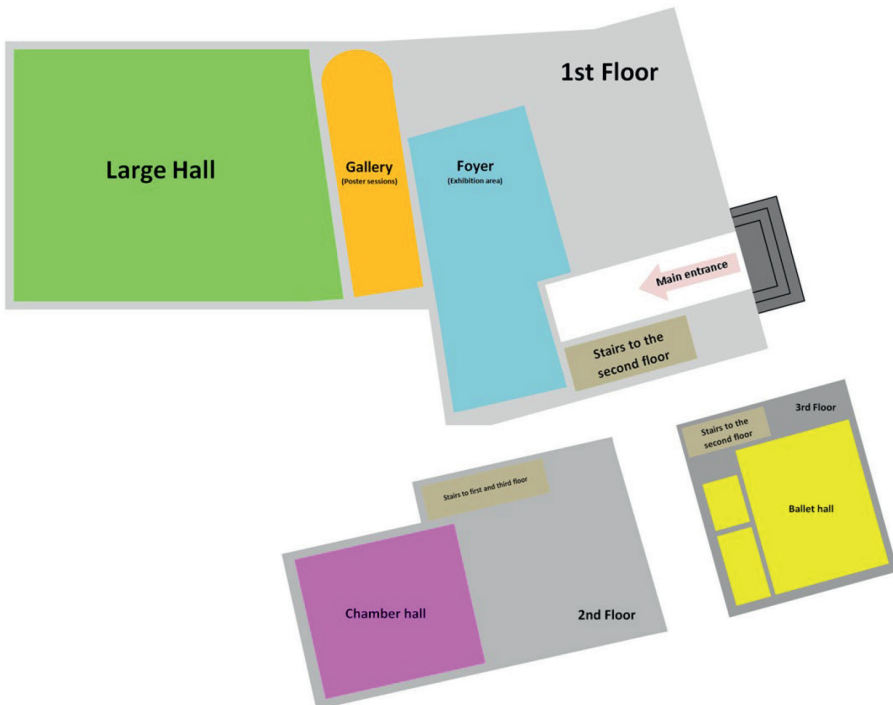 1st Floor
Large Hall
Gallery
(Poster sessions)
Foyer
(Exhibition area)
Main entrance
Stairs to the
second floor
3rd Floor
Stairs to the
second floor
Ballet hall
Stairs to first and third floor
Chamber hall
2nd Floor